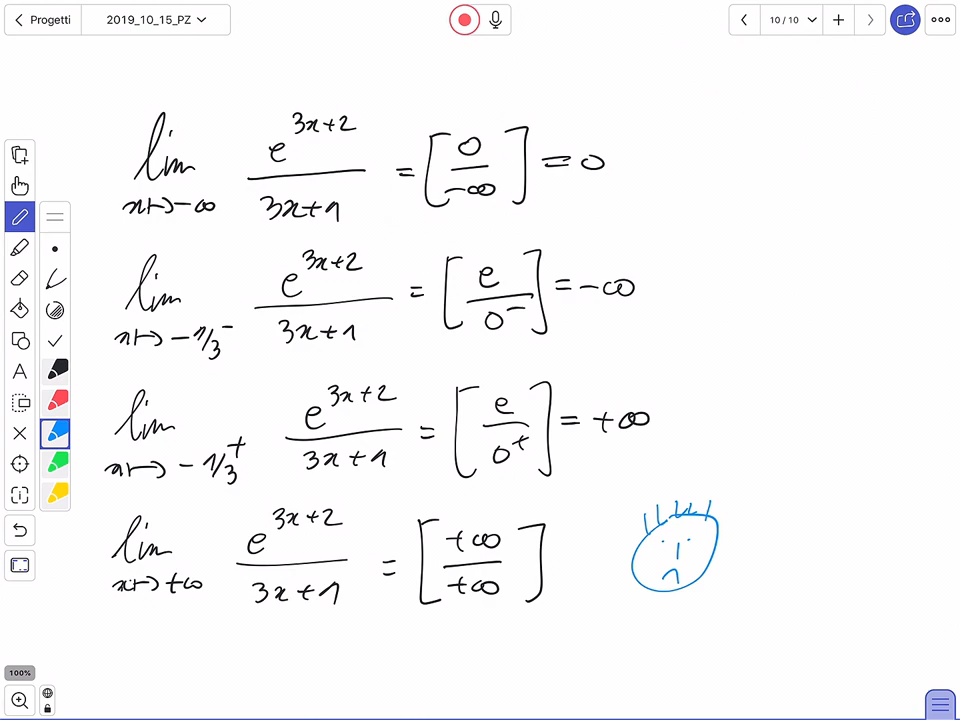 Progetti
2019_10_15_PZ
10/10
lim x→-∞ e^(3x+2)/(3x+1) = [0/-∞] = 0
lim x→-1/3⁻ e^(3x+2)/(3x+1) = [e/0⁻] = -∞
lim x→-1/3⁺ e^(3x+2)/(3x+1) = [e/0⁺] = +∞
lim x→+∞ e^(3x+2)/(3x+1) = [+∞/+∞]
A
100%